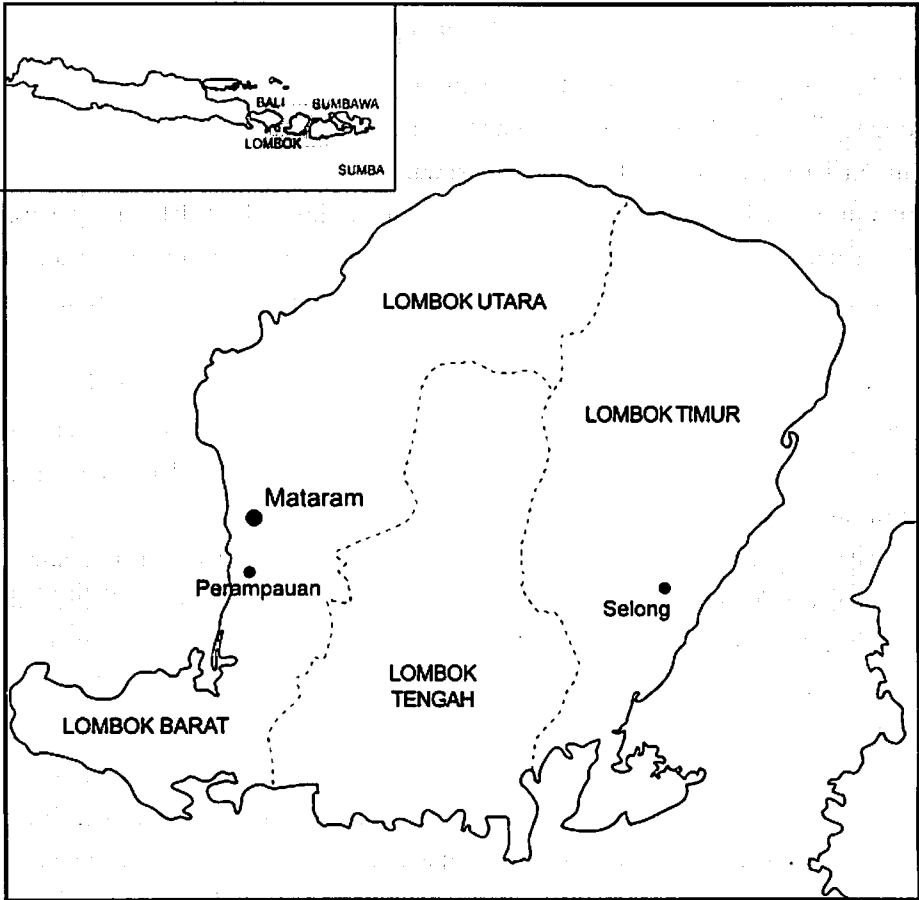 BALI
SUMBAWA
LOMBOK
SUMBA
LOMBOK UTARA
LOMBOK TIMUR
Mataram
Perampauan
Selong
LOMBOK
TENGAH
LOMBOK BARAT